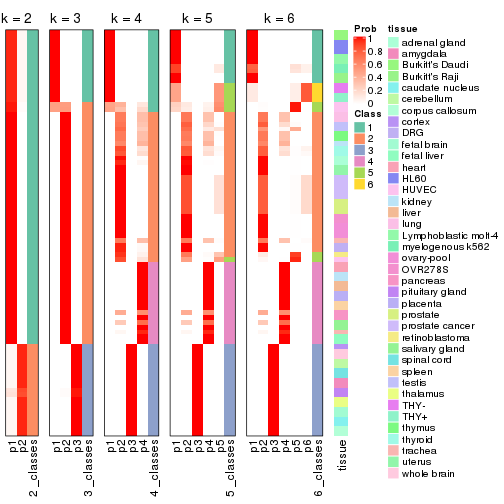 k = 2
k = 3
k = 4
k = 5
k = 6
p1
p2
2_classes
p1
p2
p3
3_classes
p1
p2
p3
p4
4_classes
p1
p2
p3
p4
p5
5_classes
p1
p2
p3
p4
p5
p6
6_classes
tissue
Prob
1
0.8
0.6
0.4
0.2
0
Class
1
2
3
4
5
6
tissue
adrenal gland
amygdala
Burkitt's Daudi
Burkitt's Raji
caudate nucleus
cerebellum
corpus callosum
cortex
DRG
fetal brain
fetal liver
heart
HL60
HUVEC
kidney
liver
lung
Lymphoblastic molt-4
myelogenous k562
ovary-pool
OVR278S
pancreas
pituitary gland
placenta
prostate
prostate cancer
retinoblastoma
salivary gland
spinal cord
spleen
testis
thalamus
THY-
THY+
thymus
thyroid
trachea
uterus
whole brain